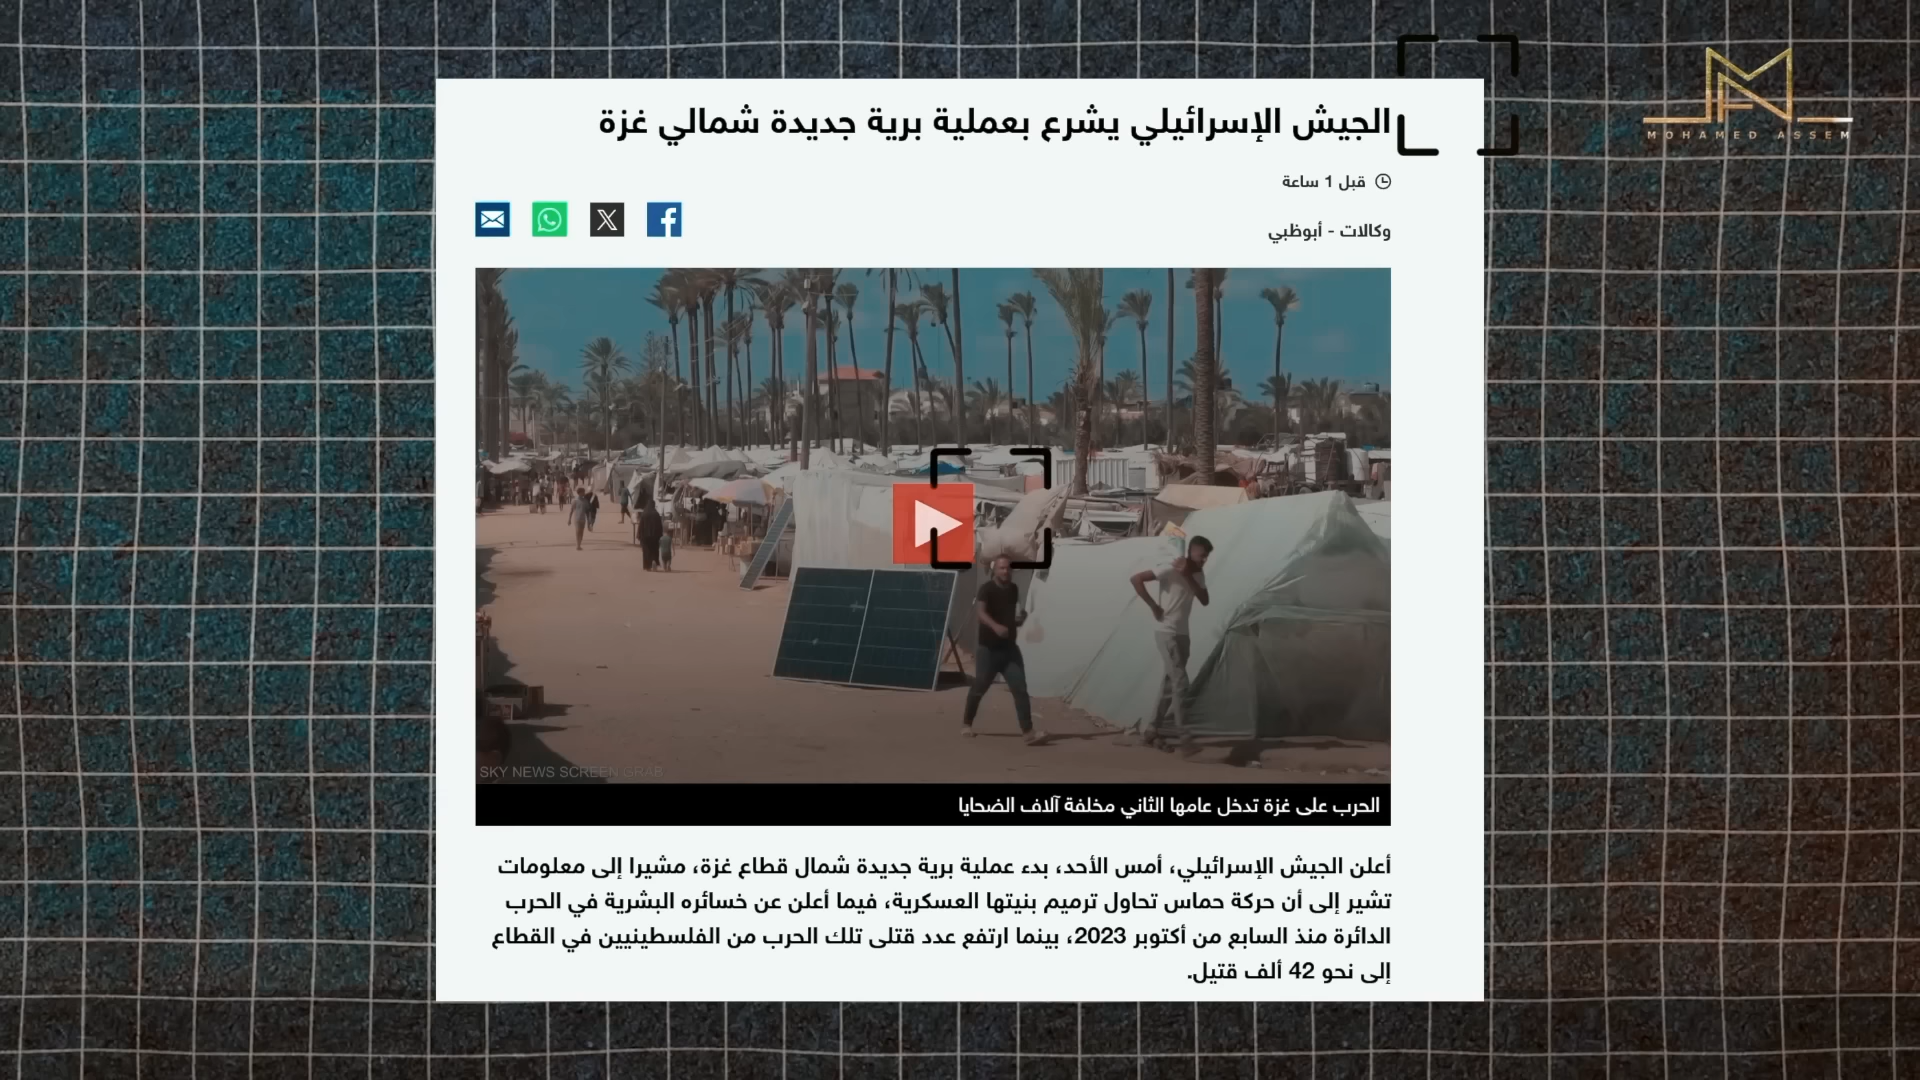 الجيش الإسرائيلي يشرع بعملية برية جديدة شمالي غزة
MOHAMED ASSEM
قبل 1 ساعة
وكالات - أبوظبي
SKY NEWS SCREEN GRAB
الحرب على غزة تدخل عامها الثاني مخلفة آلاف الضحايا
أعلن الجيش الإسرائيلي، أمس الأحد، بدء عملية برية جديدة شمال قطاع غزة، مشيرا إلى معلومات
تشير إلى أن حركة حماس تحاول ترميم بنيتها العسكرية، فيما أعلن عن خسائره البشرية في الحرب
الدائرة منذ السابع من أكتوبر 2023، بينما ارتفع عدد قتلى تلك الحرب من الفلسطينيين في القطاع
إلى نحو 42 ألف قتيل.